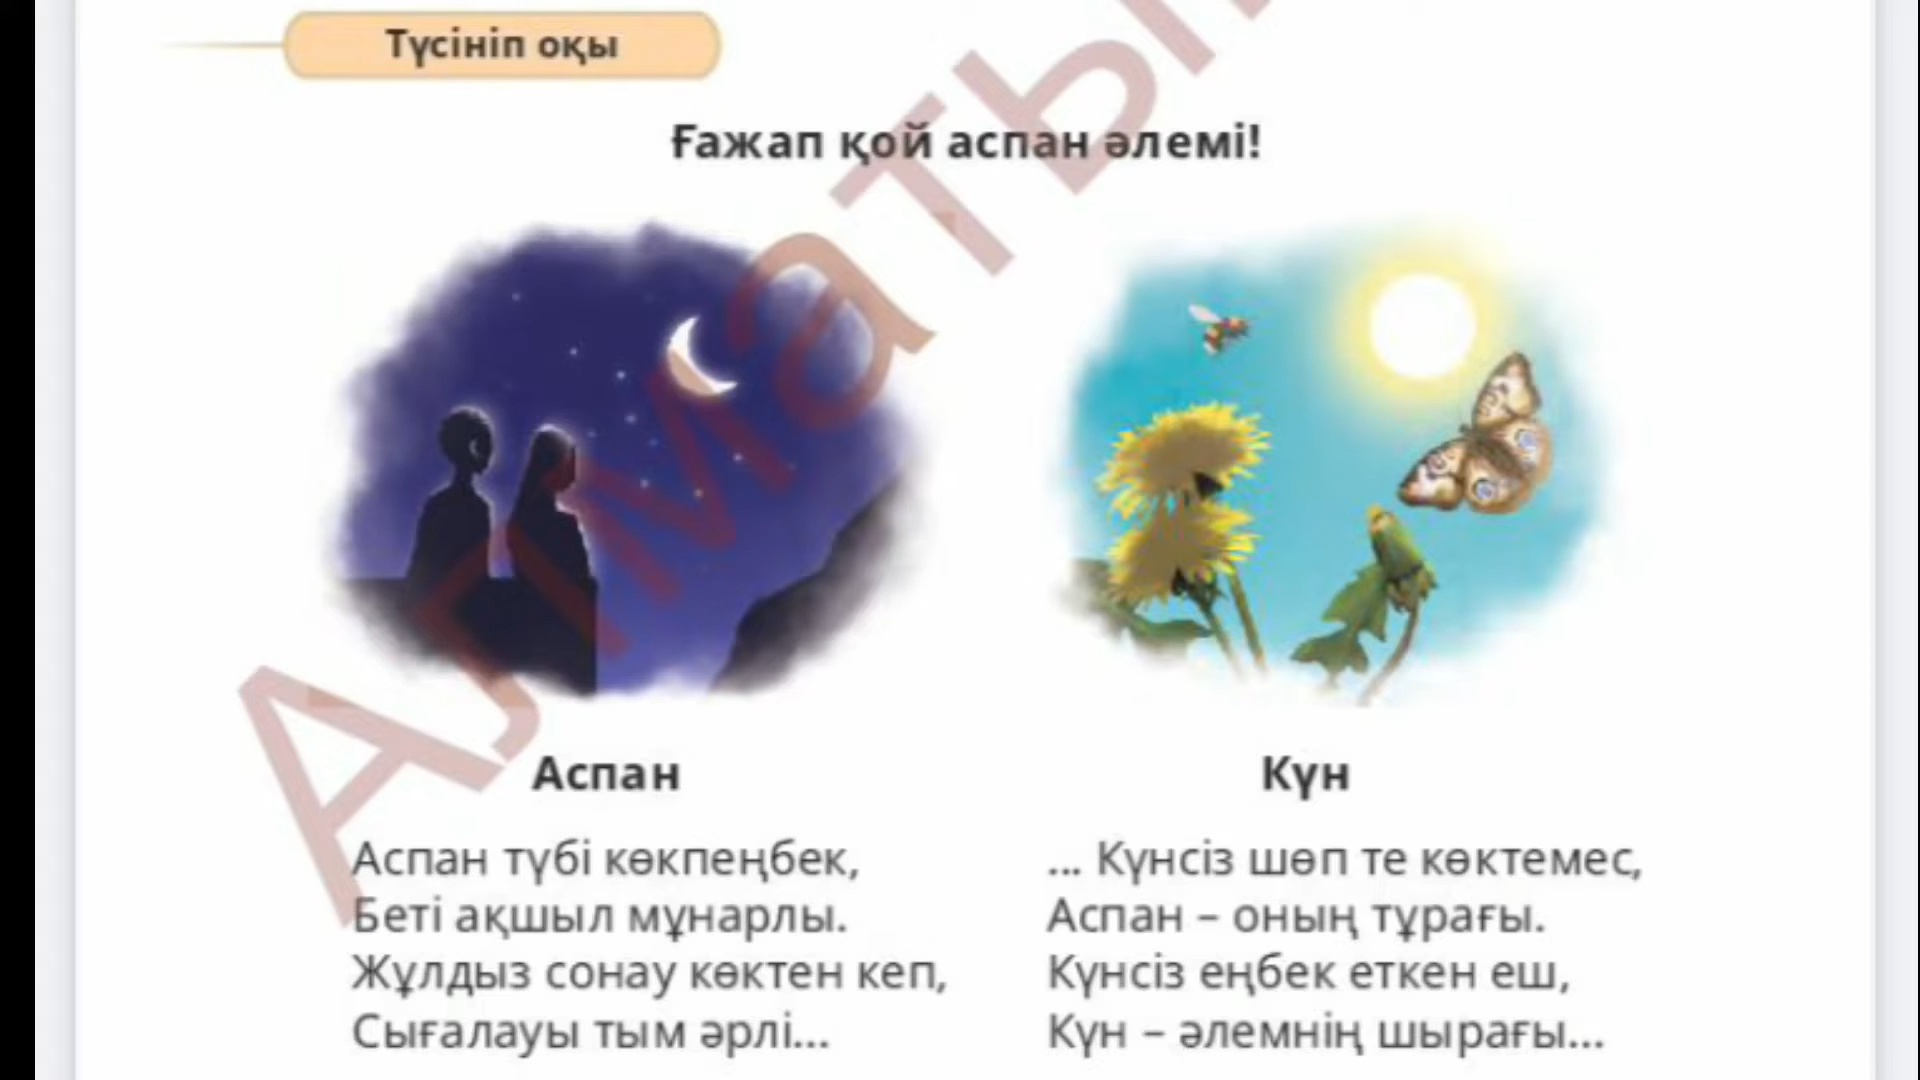 Түсініп оқы
Ғажап қой аспан әлемі!
Аспан
Аспан түбі көкпеңбек,
Беті ақшыл мұнарлы.
Жұлдыз сонау көктен кеп,
Сығалауы тым әрлі...
Күн
... Күнсіз шөп те көктемес,
Аспан – оның тұрағы.
Күнсіз еңбек еткен еш,
Күн – әлемнің шырағы...
Алматы